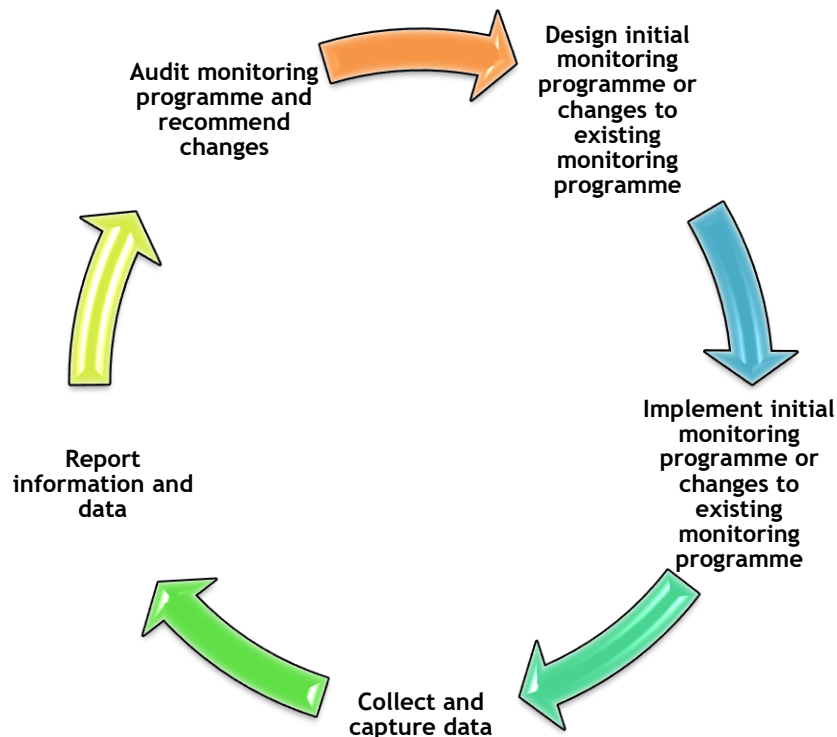 Audit monitoring
programme and
recommend
changes
Design initial
monitoring
programme or
changes to
existing
monitoring
programme
Implement initial
monitoring
programme or
changes to
existing
monitoring
programme
Collect and
capture data
Report
information and
data